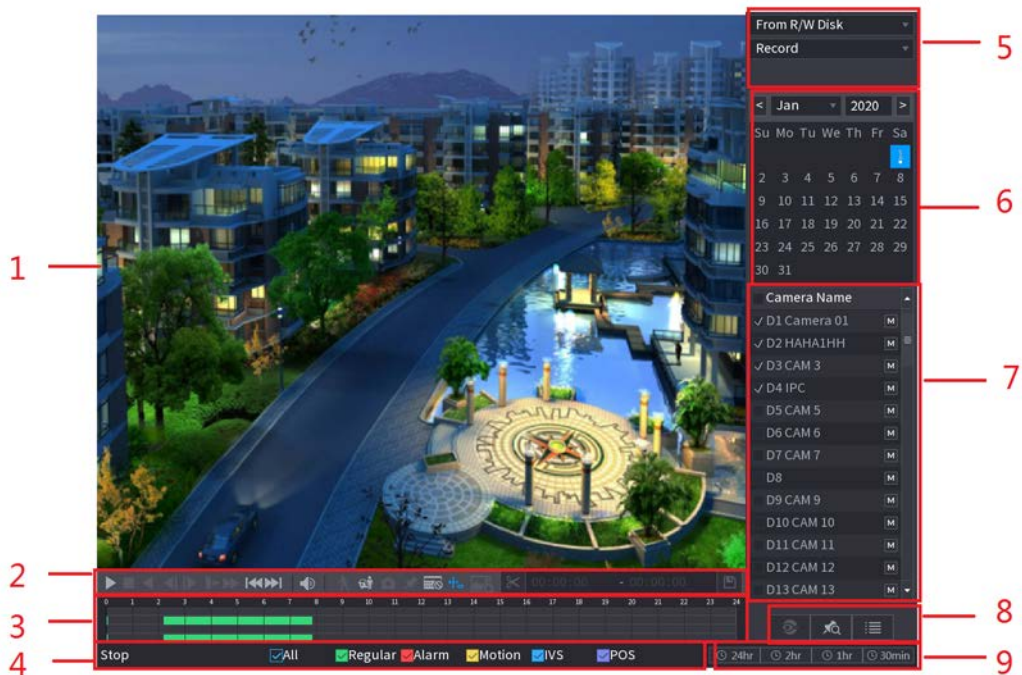 From R/W Disk
Record
5
< Jan 2020 >
Su Mo Tu We Th Fr Sa
1
2 3 4 5 6 7 8
9 10 11 12 13 14 15
16 17 18 19 20 21 22
23 24 25 26 27 28 29
30 31
6
1
Camera Name
D1 Camera 01 M
D2 HAHA1HH M
D3 CAM 3 M
D4 IPC M
D5 CAM 5 M
D6 CAM 6 M
D7 CAM 7 M
D8 M
D9 CAM 9 M
D10 CAM 10 M
D11 CAM 11 M
D12 CAM 12 M
D13 CAM 13 M
7
2
00:00:00 - 00:00:00
0 1 2 3 4 5 6 7 8 9 10 11 12 13 14 15 16 17 18 19 20 21 22 23 24
3
8
4
Stop All Regular Alarm Motion IVS POS
24hr 2hr 1hr 30min
9